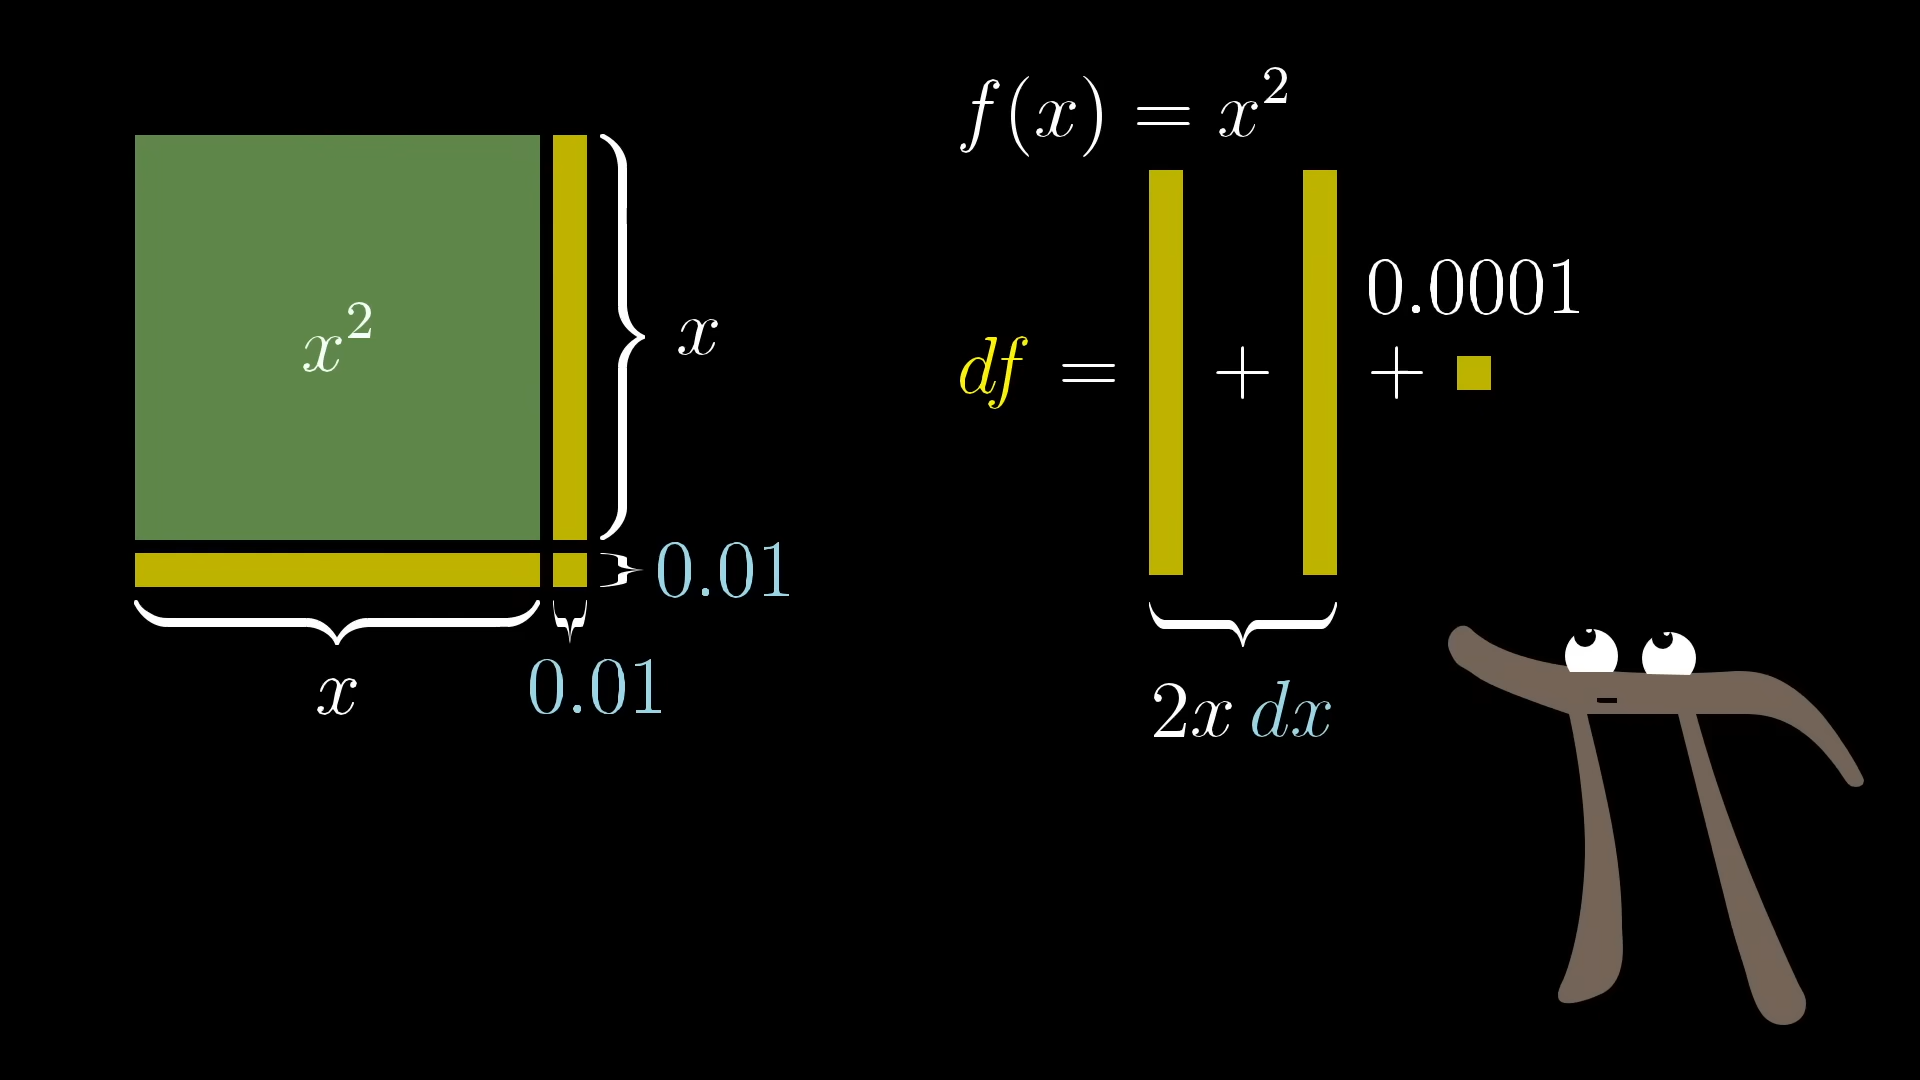 f(x) = x²
x²
x
0.01
x
0.01
df = + + 0.0001
2x dx